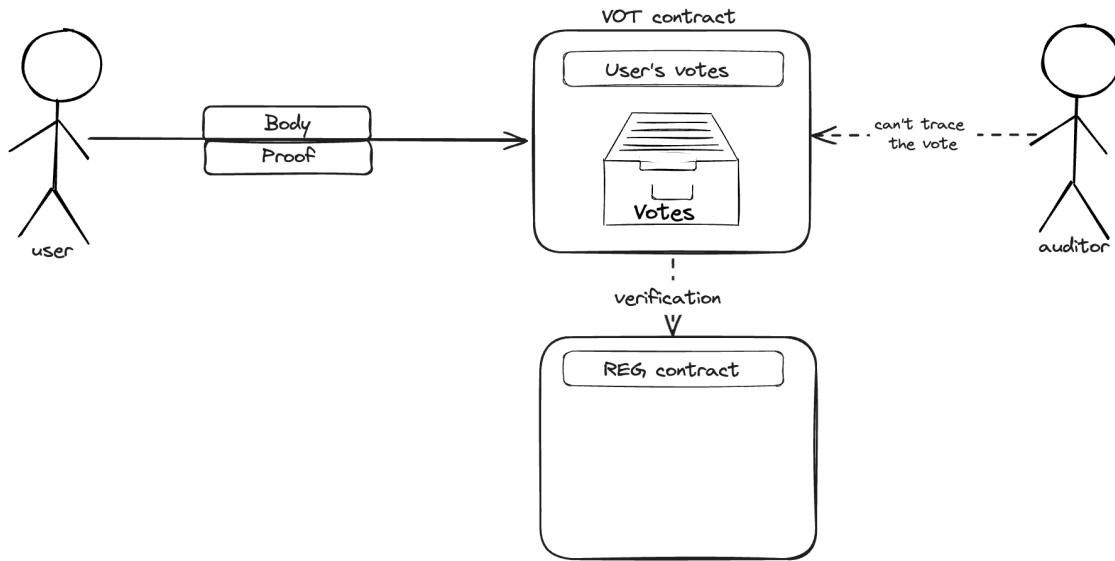 VOT contract
User's votes
Body
Proof
Votes
can't trace
the vote
user
auditor
verification
REG contract